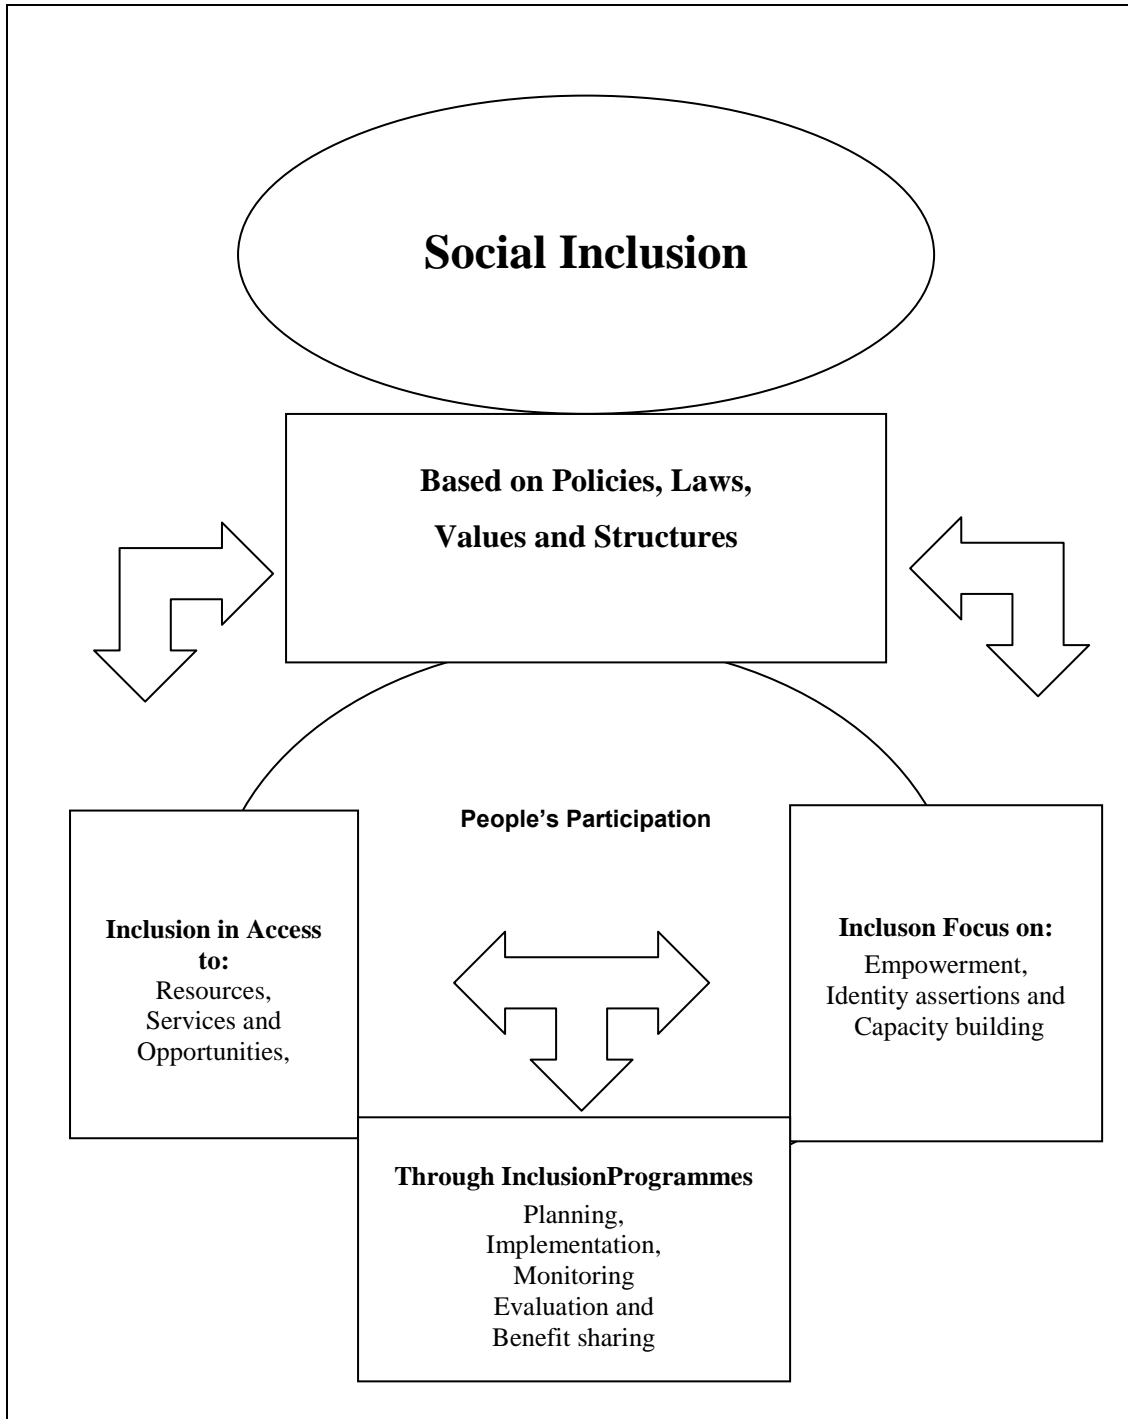 Social Inclusion
Based on Policies, Laws,
Values and Structures
People's Participation
Inclusion in Access
to:
Resources,
Services and
Opportunities,
Incluson Focus on:
Empowerment,
Identity assertions and
Capacity building
Through InclusionProgrammes
Planning,
Implementation,
Monitoring
Evaluation and
Benefit sharing